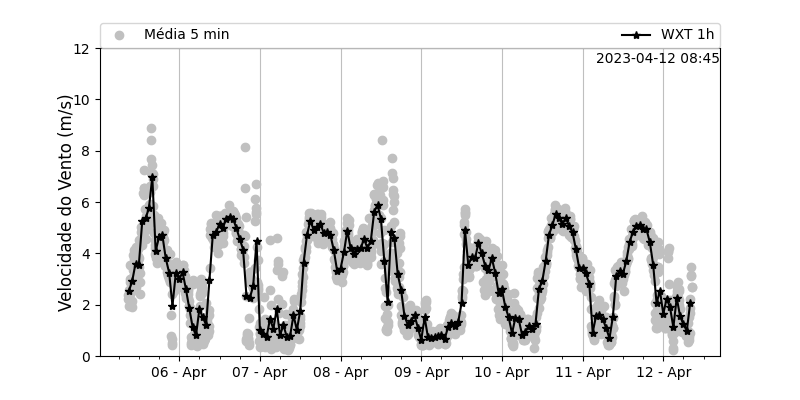 Média 5 min
WXT 1h
2023-04-12 08:45
Velocidade do Vento (m/s)
12
10
8
6
4
2
0
06 - Apr
07 - Apr
08 - Apr
09 - Apr
10 - Apr
11 - Apr
12 - Apr